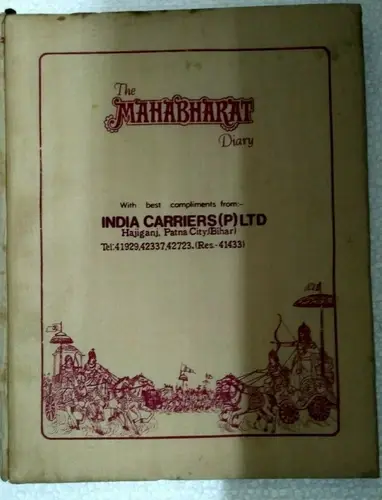 The
MAHABHARAT
Diary
With best compliments from:-
INDIA CARRIERS(P)LTD
Hajiganj, Patna City,(Bihar)
Tel:41929,42337,42723.(Res.-41433)